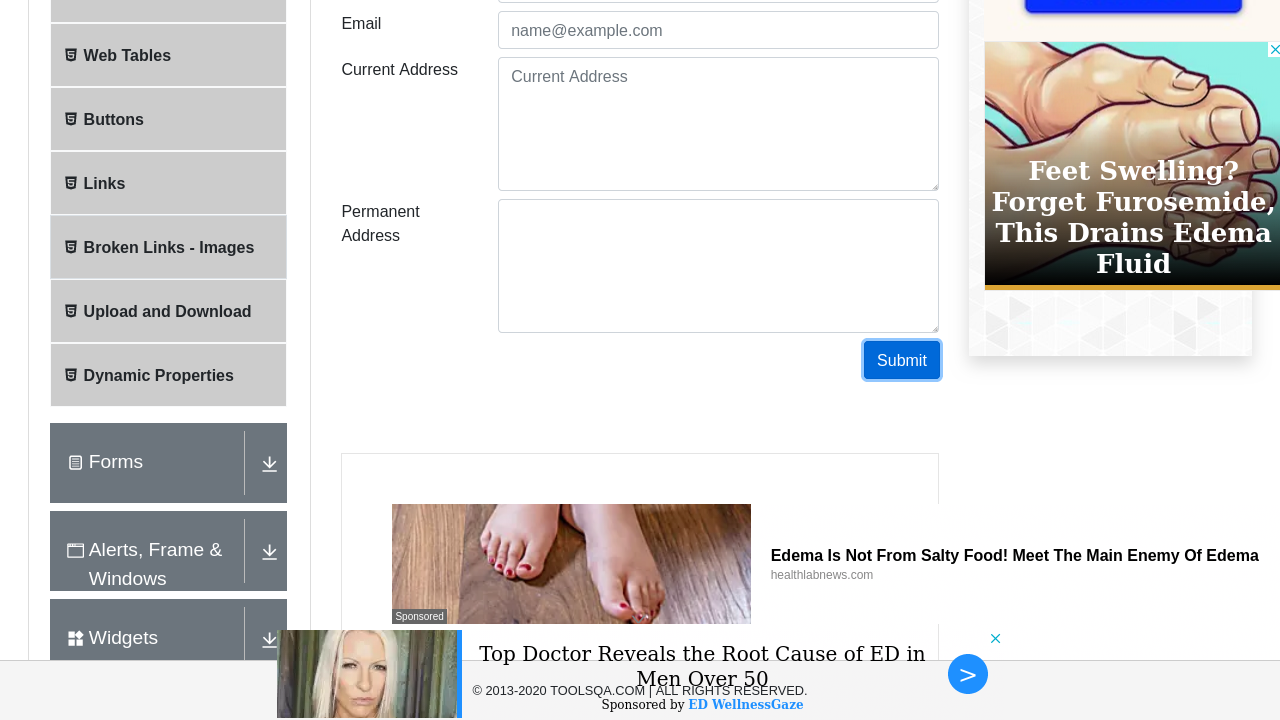 Email
name@example.com
Web Tables
Current Address
Current Address
Buttons
Links
Feet Swelling?
Forget Furosemide,
This Drains Edema
Fluid
Permanent
Address
Broken Links - Images
Upload and Download
Submit
Dynamic Properties
Forms
Alerts, Frame &
Windows
Edema Is Not From Salty Food! Meet The Main Enemy Of Edema
healthlabnews.com
Sponsored
Widgets
Top Doctor Reveals the Root Cause of ED in
Men Over 50
>
© 2013-2020 TOOLSQA.COM | ALL RIGHTS RESERVED.
Sponsored by ED WellnessGaze